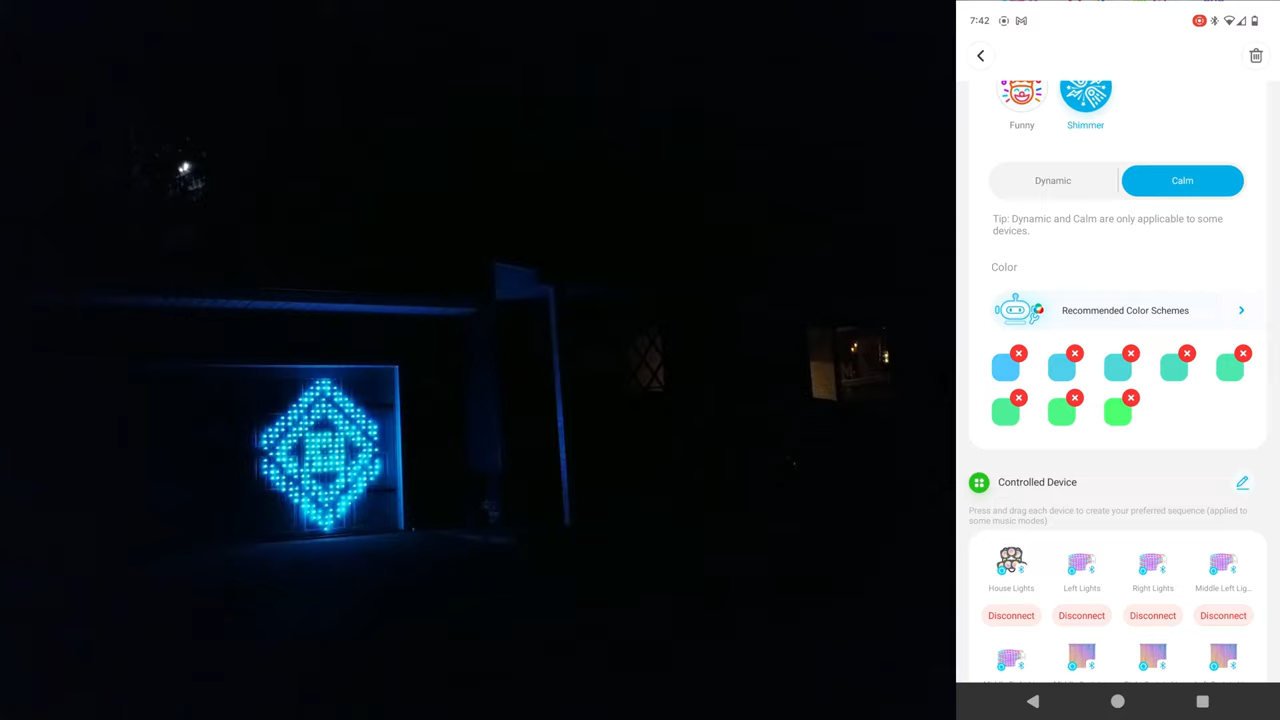 7:42
Funny
Shimmer
Dynamic
Calm
Tip: Dynamic and Calm are only applicable to some
devices.
Color
Recommended Color Schemes
Controlled Device
Press and drag each device to create your preferred sequence (applied to
some music modes)
House Lights
Left Lights
Right Lights
Middle Left Lig...
Disconnect
Disconnect
Disconnect
Disconnect